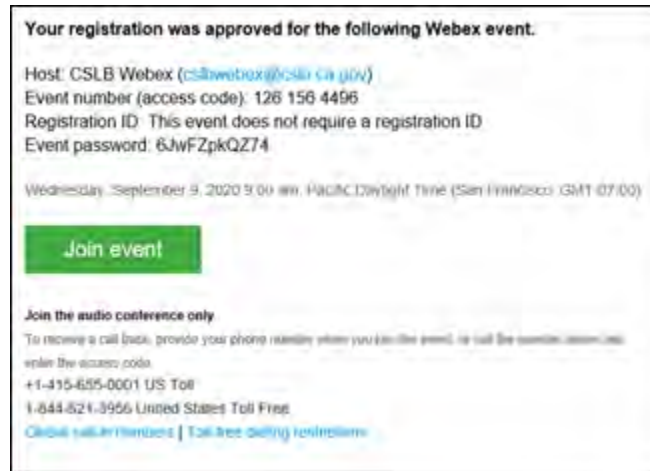 Your registration was approved for the following Webex event.
Host: CSLB Webex (cslbwebex@cslb.ca.gov)
Event number (access code): 126 156 4496
Registration ID: This event does not require a registration ID
Event password: 6JwFZpkQZ74
Wednesday, September 9, 2020 9:00 am, Pacific Daylight Time (San Francisco, GMT-07:00)
Join event
Join the audio conference only
To receive a call back, provide your phone number when you join the event, or call the number below and
enter the access code.
+1-415-655-0001 US Toll
1-844-621-3956 United States Toll Free
Global call-in numbers | Toll-free dialing restrictions